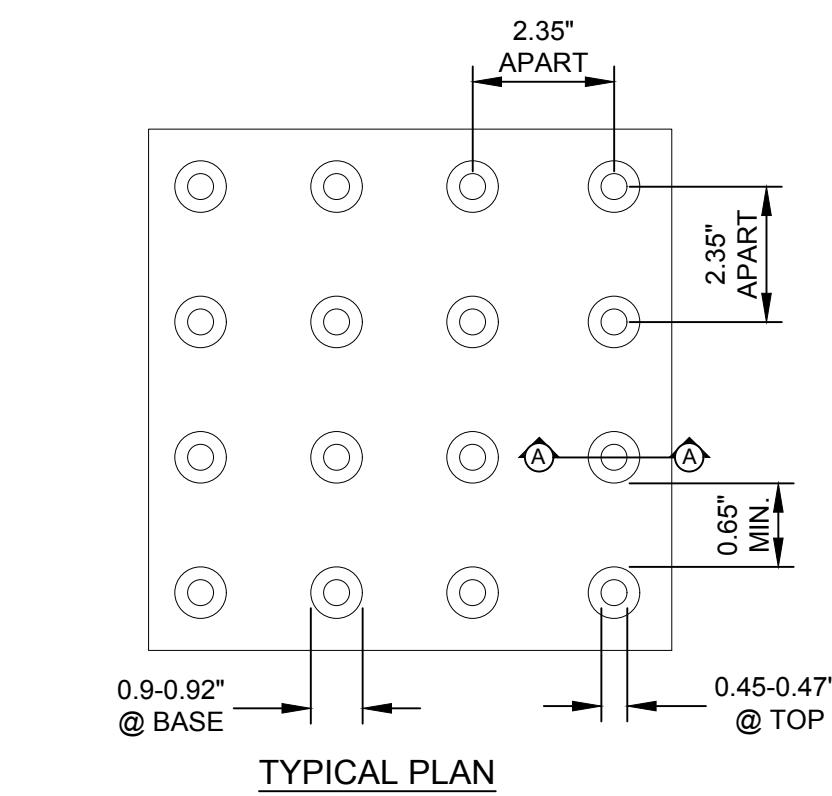 2.35"
APART
2.35"
APART
A
A
0.65"
MIN.
0.9-0.92"
@ BASE
0.45-0.47'
@ TOP
TYPICAL PLAN